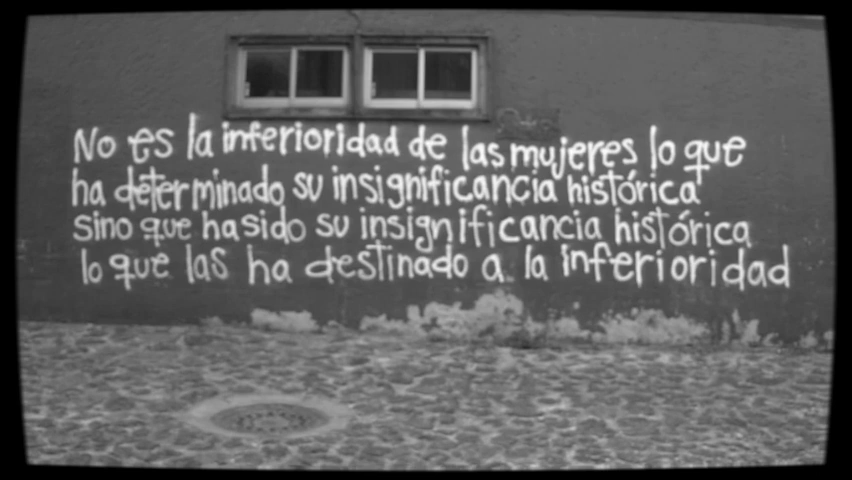 No es la inferioridad de las mujeres lo que
ha determinado su insignificancia histórica
sino que ha sido su insignificancia histórica
lo que las ha destinado a la inferioridad